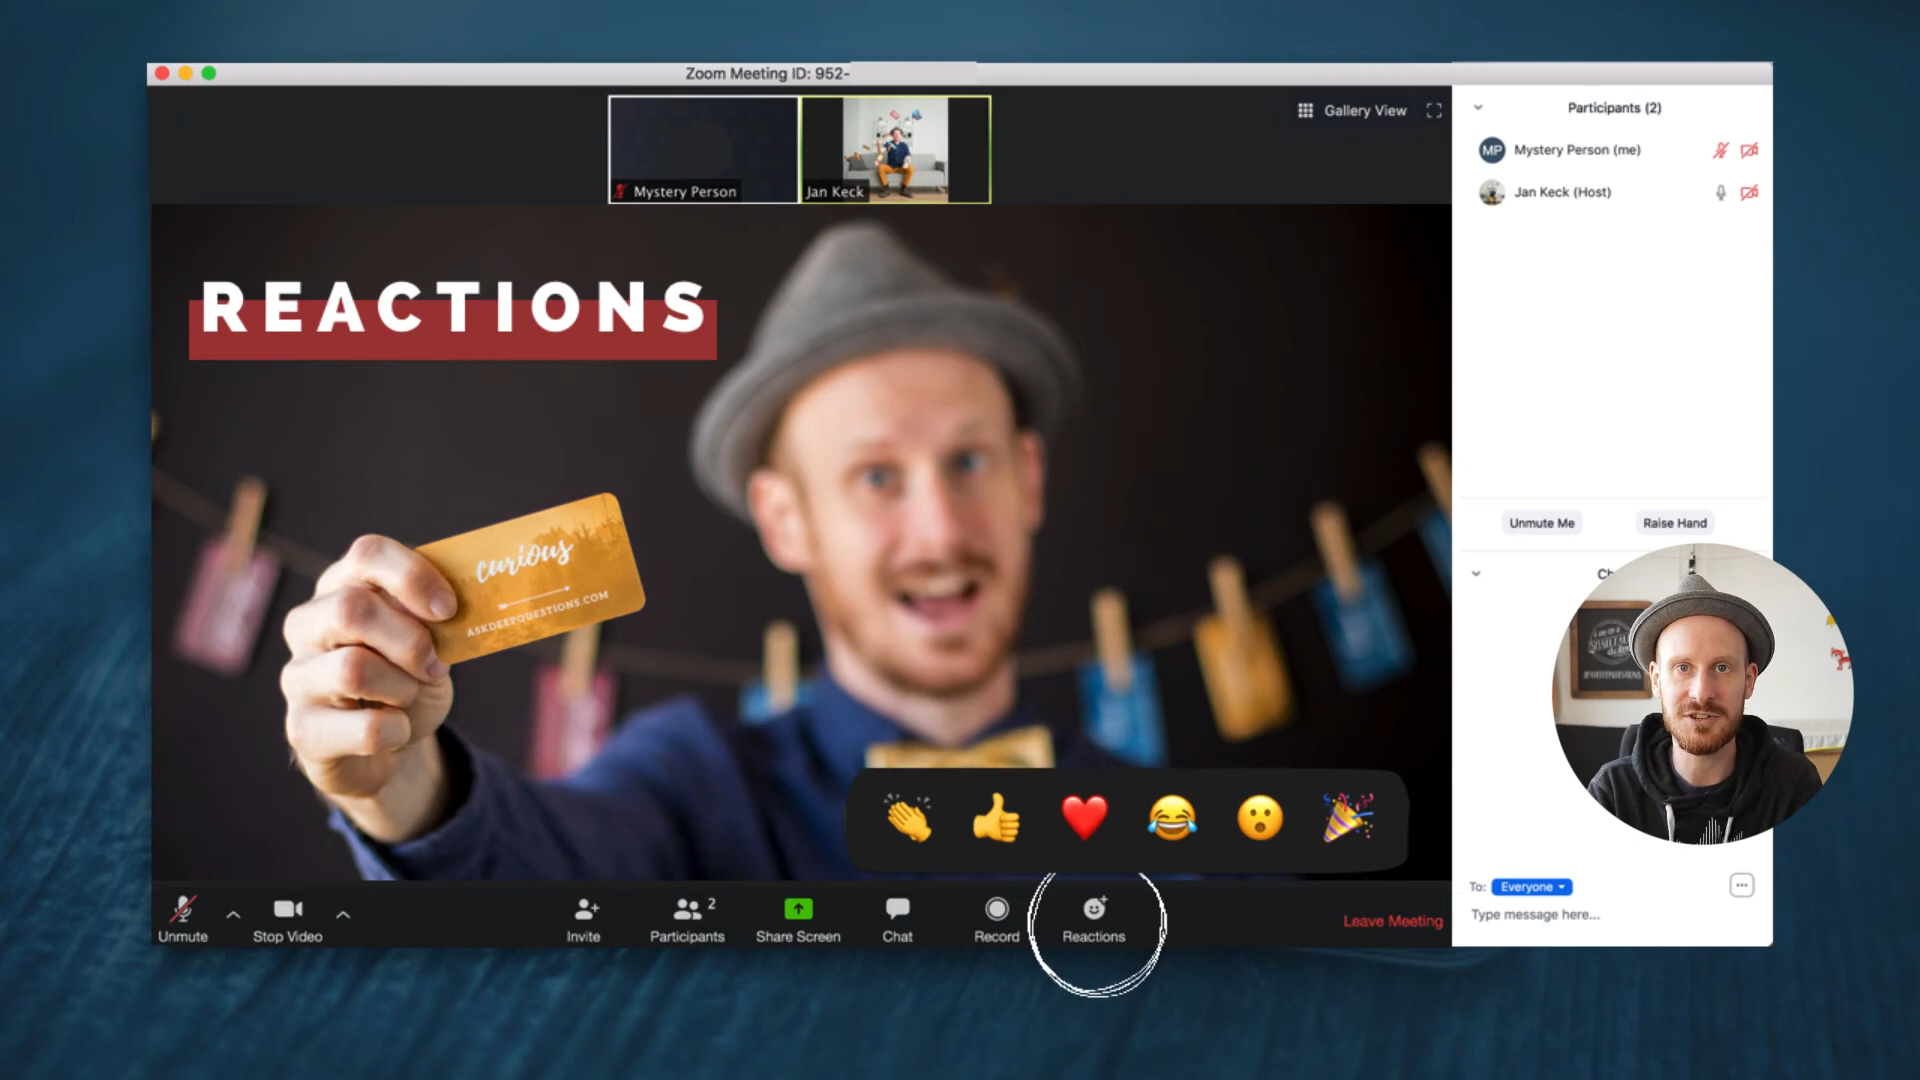 Zoom Meeting ID: 952-
Mystery Person
Jan Keck
Gallery View
REACTIONS
curious
ASKDEEPQUESTIONS.COM
Unmute
Stop Video
Invite
Participants
2
Share Screen
Chat
Record
Reactions
Leave Meeting
Participants (2)
MP
Mystery Person (me)
Jan Keck (Host)
Unmute Me
Raise Hand
To: Everyone
Type message here...